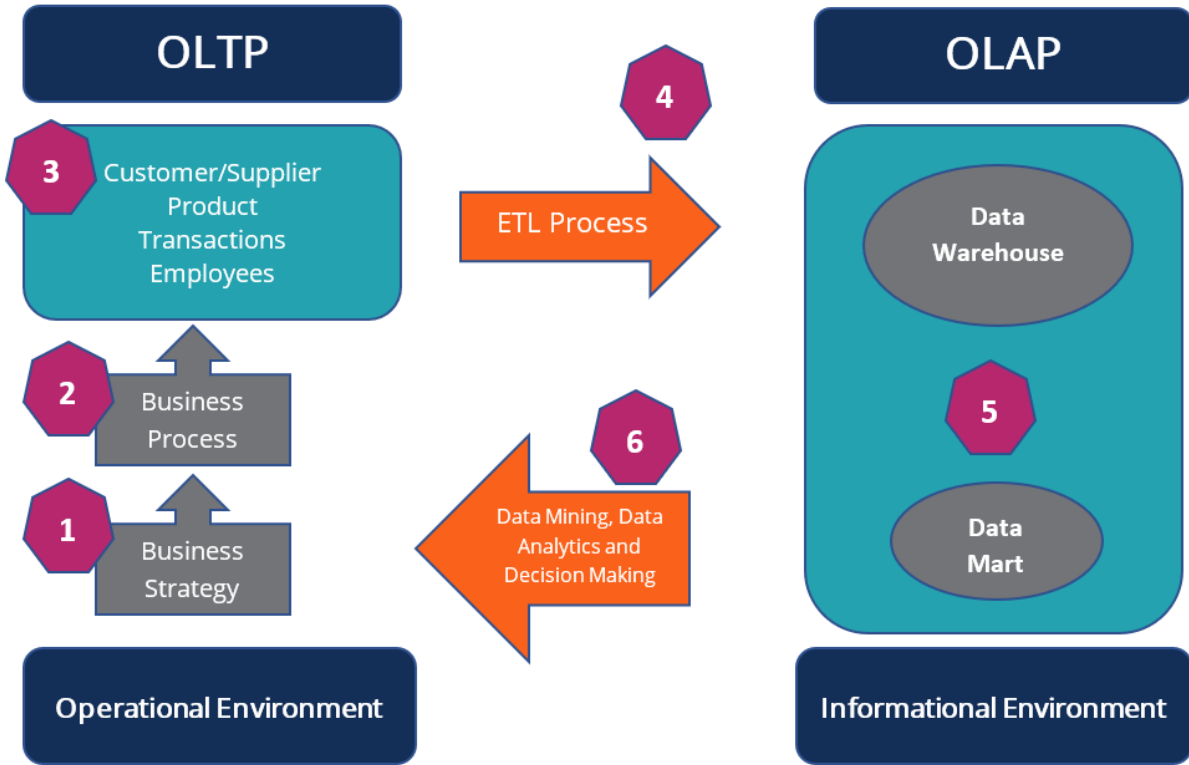 OLTP
OLAP
3
Customer/Supplier
Product
Transactions
Employees
4
ETL Process
Data
Warehouse
2
Business
Process
1
Business
Strategy
6
Data Mining, Data
Analytics and
Decision Making
5
Data
Mart
Operational Environment
Informational Environment